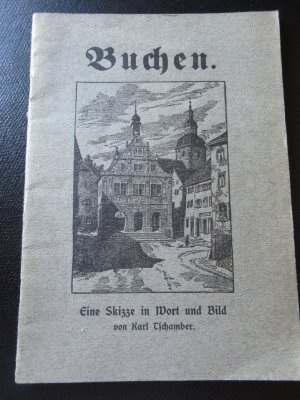 Buchen.
Eine Skizze in Wort und Bild
von Karl Tschamber.